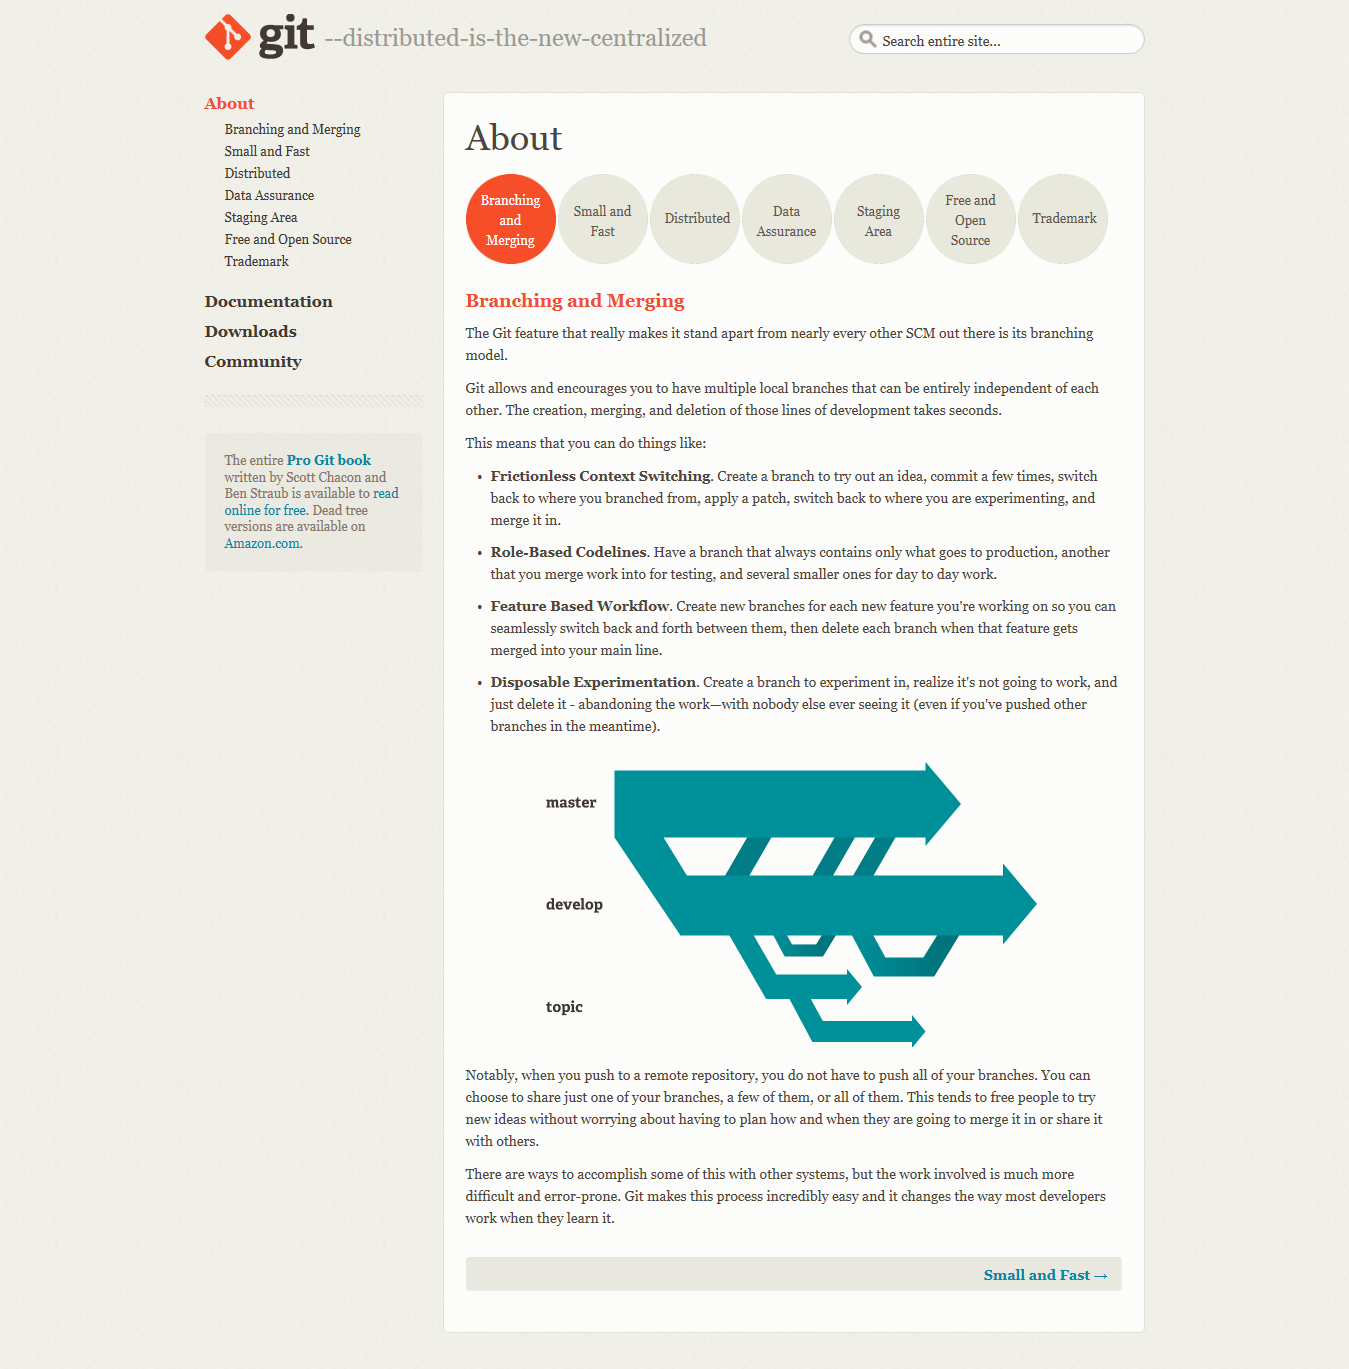 git --distributed-is-the-new-centralized
Search entire site...
About
Branching and Merging
Small and Fast
Distributed
Data Assurance
Staging Area
Free and Open Source
Trademark
Documentation
Downloads
Community
The entire Pro Git book
written by Scott Chacon and
Ben Straub is available to read
online for free. Dead tree
versions are available on
Amazon.com.
About
Branching
and
Merging
Small and
Fast
Distributed
Data
Assurance
Staging
Area
Free and
Open
Source
Trademark
Branching and Merging
The Git feature that really makes it stand apart from nearly every other SCM out there is its branching
model.
Git allows and encourages you to have multiple local branches that can be entirely independent of each
other. The creation, merging, and deletion of those lines of development takes seconds.
This means that you can do things like:
• Frictionless Context Switching. Create a branch to try out an idea, commit a few times, switch
back to where you branched from, apply a patch, switch back to where you are experimenting, and
merge it in.
• Role-Based Codelines. Have a branch that always contains only what goes to production, another
that you merge work into for testing, and several smaller ones for day to day work.
• Feature Based Workflow. Create new branches for each new feature you're working on so you can
seamlessly switch back and forth between them, then delete each branch when that feature gets
merged into your main line.
• Disposable Experimentation. Create a branch to experiment in, realize it's not going to work, and
just delete it - abandoning the work—with nobody else ever seeing it (even if you've pushed other
branches in the meantime).
master
develop
topic
Notably, when you push to a remote repository, you do not have to push all of your branches. You can
choose to share just one of your branches, a few of them, or all of them. This tends to free people to try
new ideas without worrying about having to plan how and when they are going to merge it in or share it
with others.
There are ways to accomplish some of this with other systems, but the work involved is much more
difficult and error-prone. Git makes this process incredibly easy and it changes the way most developers
work when they learn it.
Small and Fast →